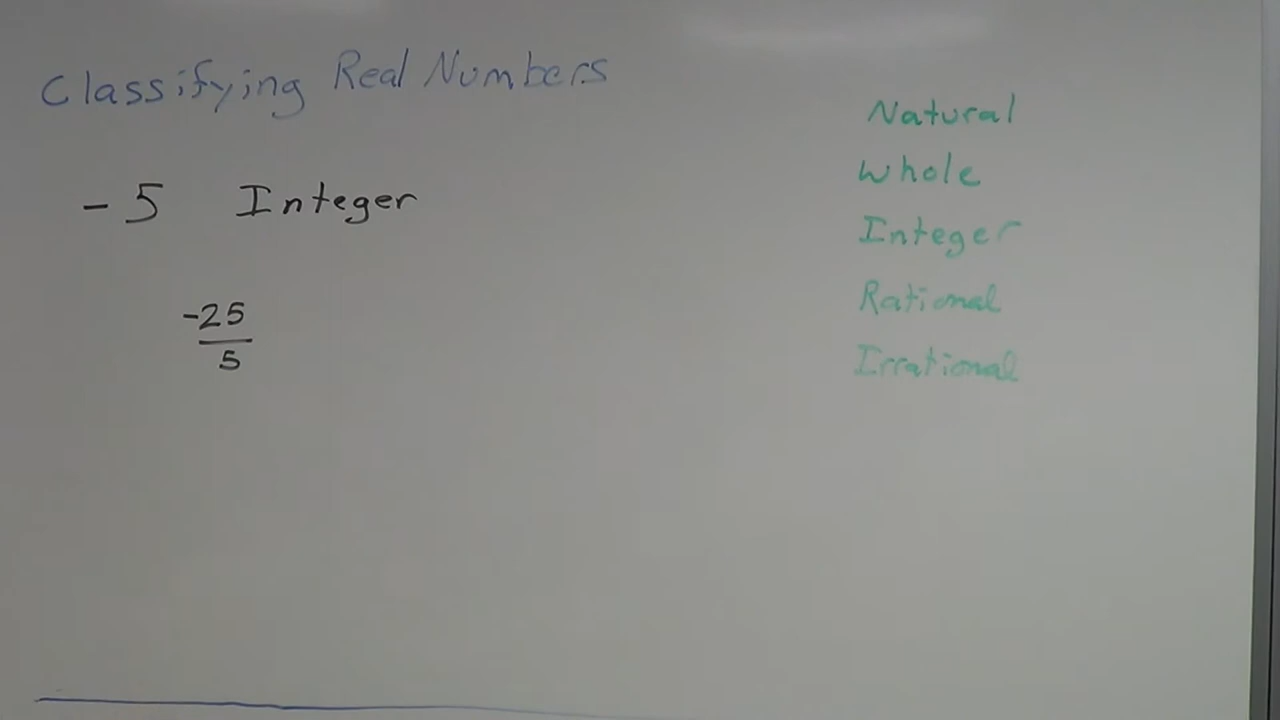 Classifying Real Numbers
- 5 Integer
-25
5
Natural
Whole
Integer
Rational
Irrational